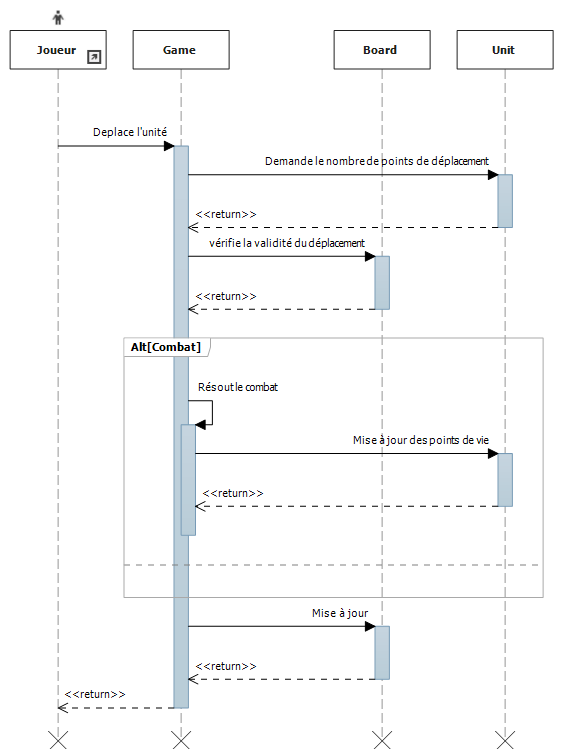 Joueur
Game
Board
Unit
Deplace l'unité
Demande le nombre de points de déplacement
<<return>>
vérifie la validité du déplacement
<<return>>
Alt[Combat]
Résout le combat
Mise à jour des points de vie
<<return>>
Mise à jour
<<return>>
<<return>>